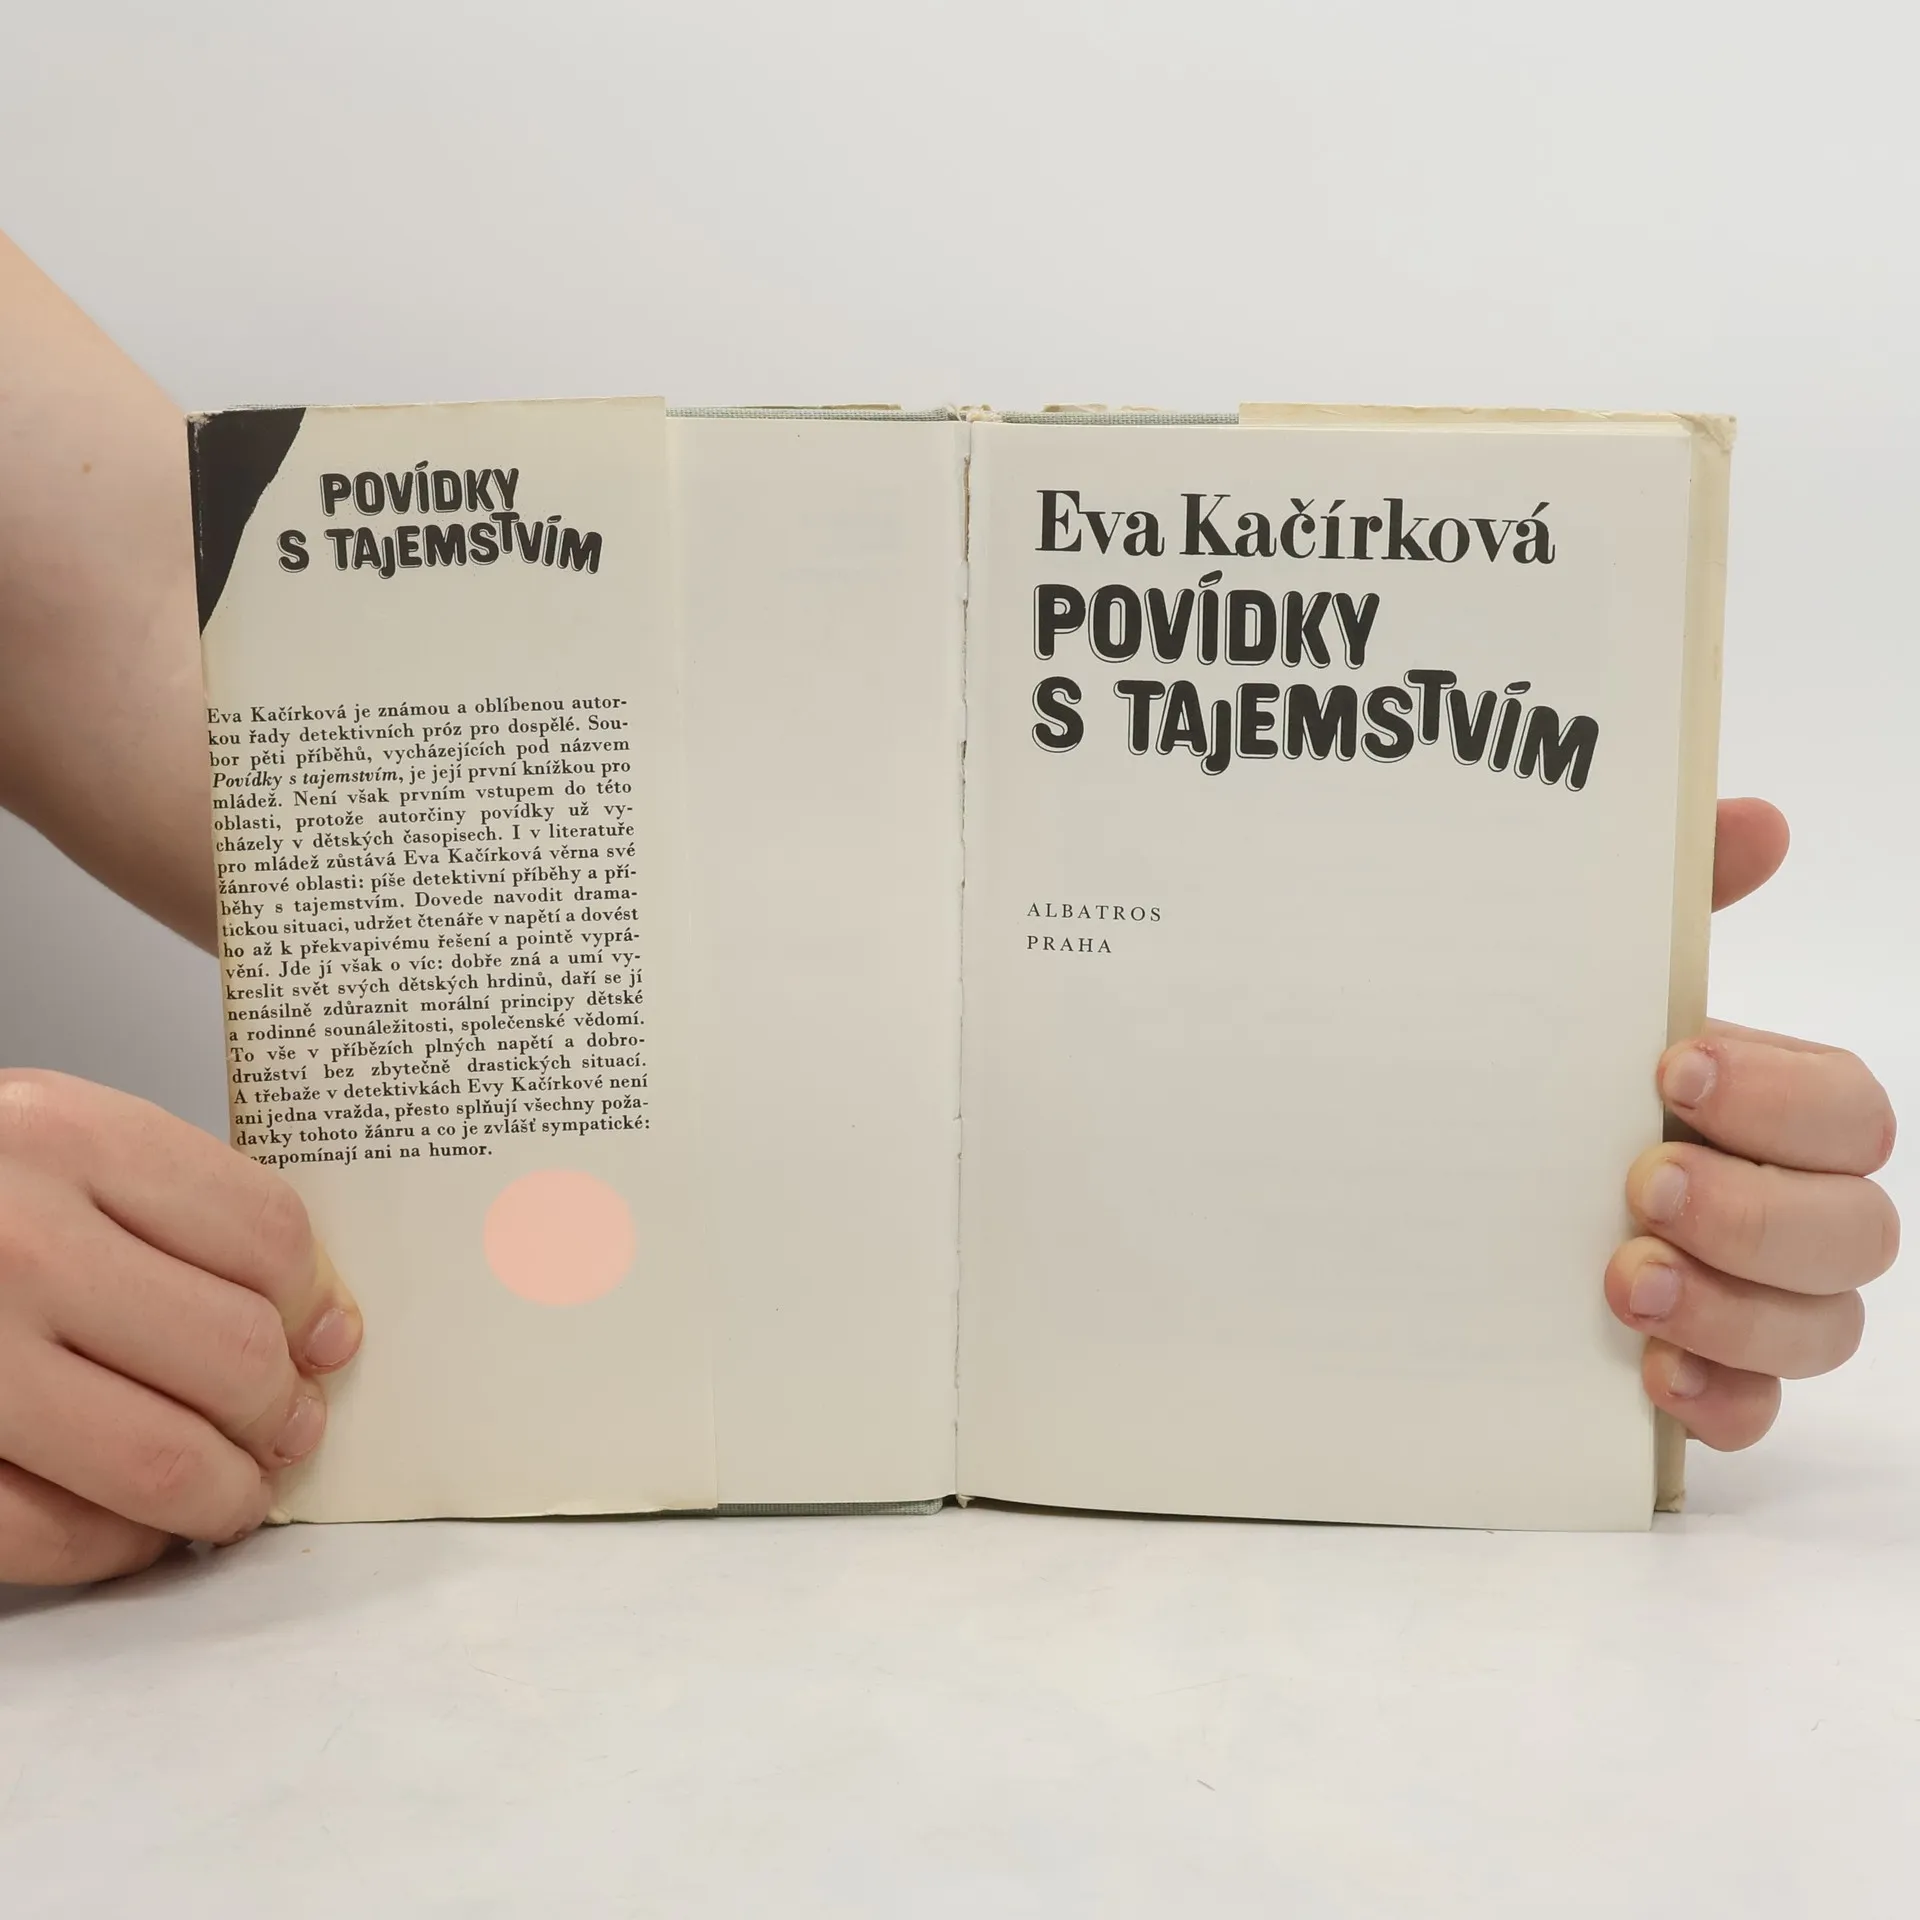 POVÍDKY
S TAJEMSTVÍM
Eva Kačírková je známou a oblíbenou autor-
kou řady detektivních próz pro dospělé. Sou-
bor pěti příběhů, vycházejících pod názvem
Povídky s tajemstvím, je její první knížkou pro
mládež. Není však prvním vstupem do této
oblasti, protože autorčiny povídky už vy-
cházely v dětských časopisech. I v literatuře
pro mládež zůstává Eva Kačírková věrna své
žánrové oblasti: píše detektivní příběhy a pří-
běhy s tajemstvím. Dovede navodit drama-
tickou situaci, udržet čtenáře v napětí a dovést
ho až k překvapivému řešení a pointě vyprá-
vění. Jde jí však o víc: dobře zná a umí vy-
kreslit svět svých dětských hrdinů, daří se jí
nenásilně zdůraznit morální principy dětské
a rodinné sounáležitosti, společenské vědomí.
To vše v příbězích plných napětí a dobro-
družství bez zbytečně drastických situací.
A třebaže v detektivkách Evy Kačírkové není
ani jedna vražda, přesto splňují všechny poža-
davky tohoto žánru a co je zvlášť sympatické:
ani na humor.
Eva Kačírková
POVÍDKY
S TAJEMSTVÍM
ALBATROS
PRAHA